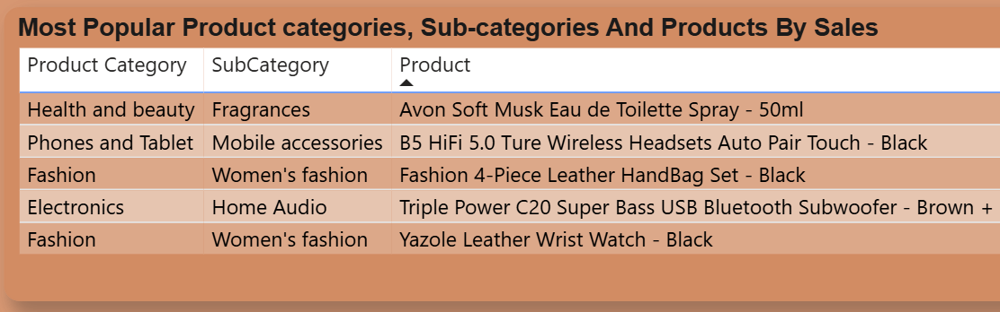 Most Popular Product categories, Sub-categories And Products By Sales
Product Category SubCategory Product
Health and beauty Fragrances Avon Soft Musk Eau de Toilette Spray - 50ml
Phones and Tablet Mobile accessories B5 HiFi 5.0 Ture Wireless Headsets Auto Pair Touch - Black
Fashion Women's fashion Fashion 4-Piece Leather HandBag Set - Black
Electronics Home Audio Triple Power C20 Super Bass USB Bluetooth Subwoofer - Brown +
Fashion Women's fashion Yazole Leather Wrist Watch - Black